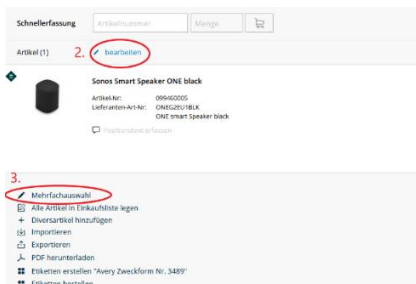 Schnellerfassung Artikelnummer Menge
Artikel (1) 2. bearbeiten
Sonos Smart Speaker ONE black
Artikel-Nr: 099460005
Lieferanten-Art-Nr: ONEG2EU1BLK
ONE smart Speaker black
Positionstext erfassen
3.
Mehrfachauswahl
Alle Artikel in Einkaufsliste legen
+ Diversartikel hinzufügen
Importieren
Exportieren
PDF herunterladen
Etiketten erstellen "Avery Zweckform Nr. 3489"
Etiketten bestellen